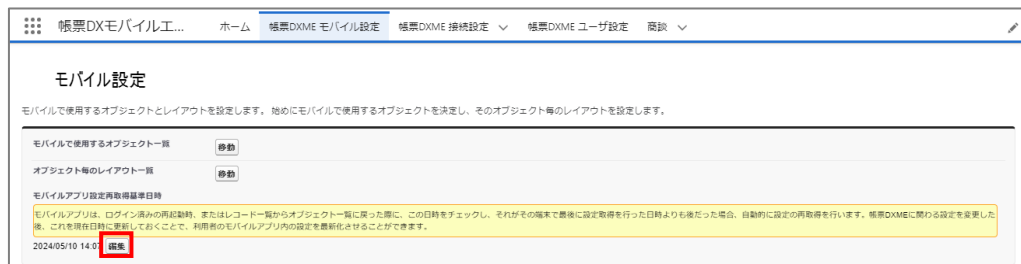 帳票DXモバイルエ... ホーム 帳票DXME モバイル設定 帳票DXME 接続設定 帳票DXME ユーザ設定 商談
モバイル設定
モバイルで使用するオブジェクトとレイアウトを設定します。 始めにモバイルで使用するオブジェクトを決定し、そのオブジェクト毎のレイアウトを設定します。
モバイルで使用するオブジェクト一覧 移動
オブジェクト毎のレイアウト一覧 移動
モバイルアプリ設定再取得基準日時
モバイルアプリは、ログイン済みの再起動時、またはレコード一覧からオブジェクト一覧に戻った際に、この日時をチェックし、それがその端末で最後に設定取得を行った日時よりも後だった場合、自動的に設定の再取得を行います。帳票DXMEに関わる設定を変更した
後、これを現在日時に更新しておくことで、利用者のモバイルアプリ内の設定を最新化させることができます。
2024/05/10 14:07 編集